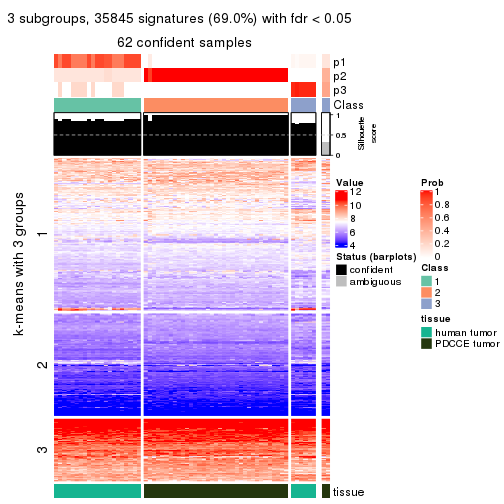 3 subgroups, 35845 signatures (69.0%) with fdr < 0.05
62 confident samples
p1
p2
p3
Class
1
0.5
0
Silhouette
score
k-means with 3 groups
1
2
3
tissue
Value
12
10
8
6
4
Status (barplots)
confident
ambiguous
Prob
1
0.8
0.6
0.4
0.2
0
Class
1
2
3
tissue
human tumor
PDCCE tumor